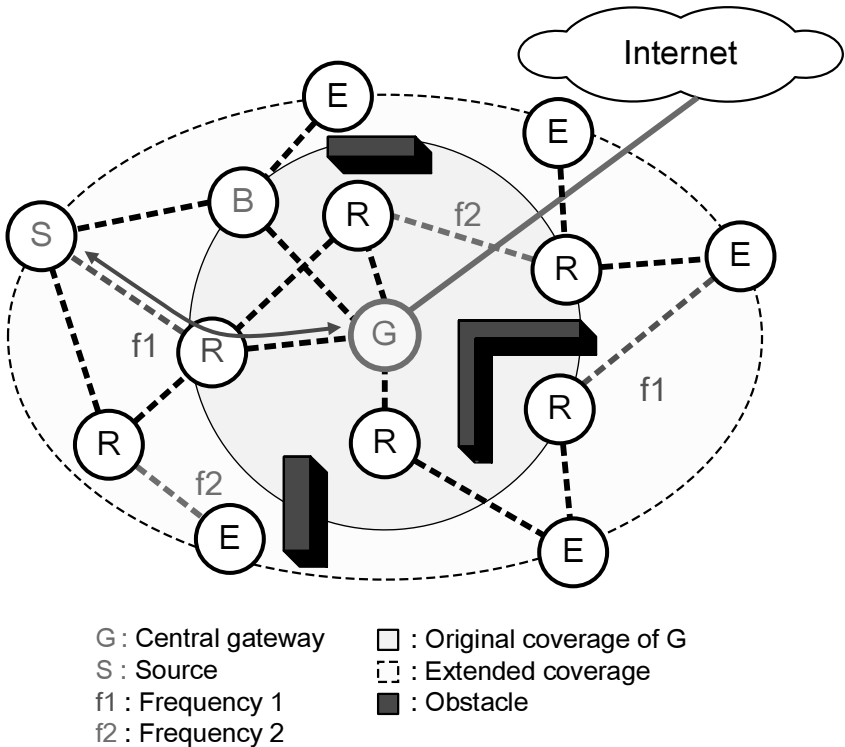 Internet
E
E
S
B
R
f2
R
E
f1
R
G
R
f1
R
R
f2
E
E
G : Central gateway
S : Source
f1 : Frequency 1
f2 : Frequency 2
: Original coverage of G
: Extended coverage
: Obstacle